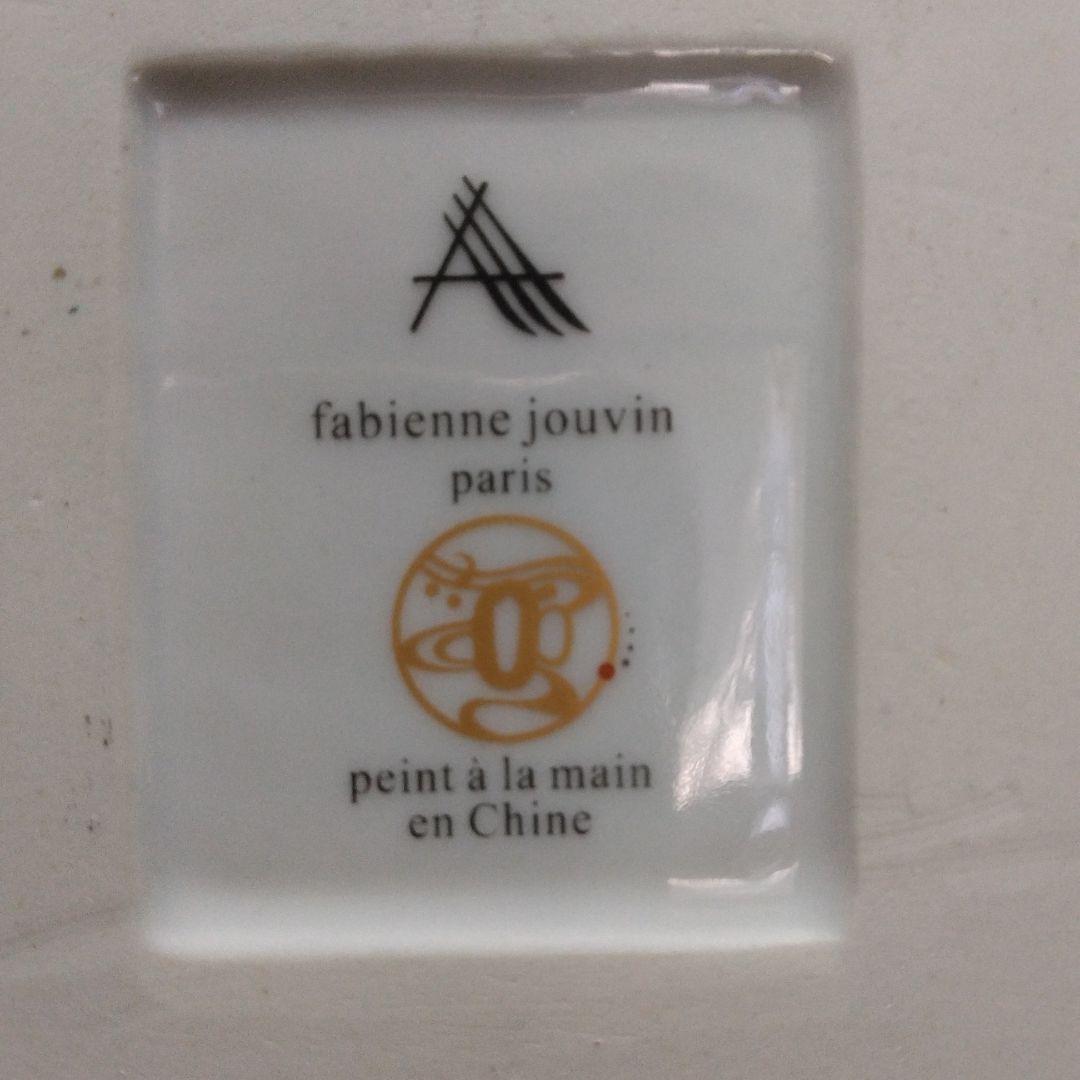 fabienne jouvin
paris
peint à la main
en Chine